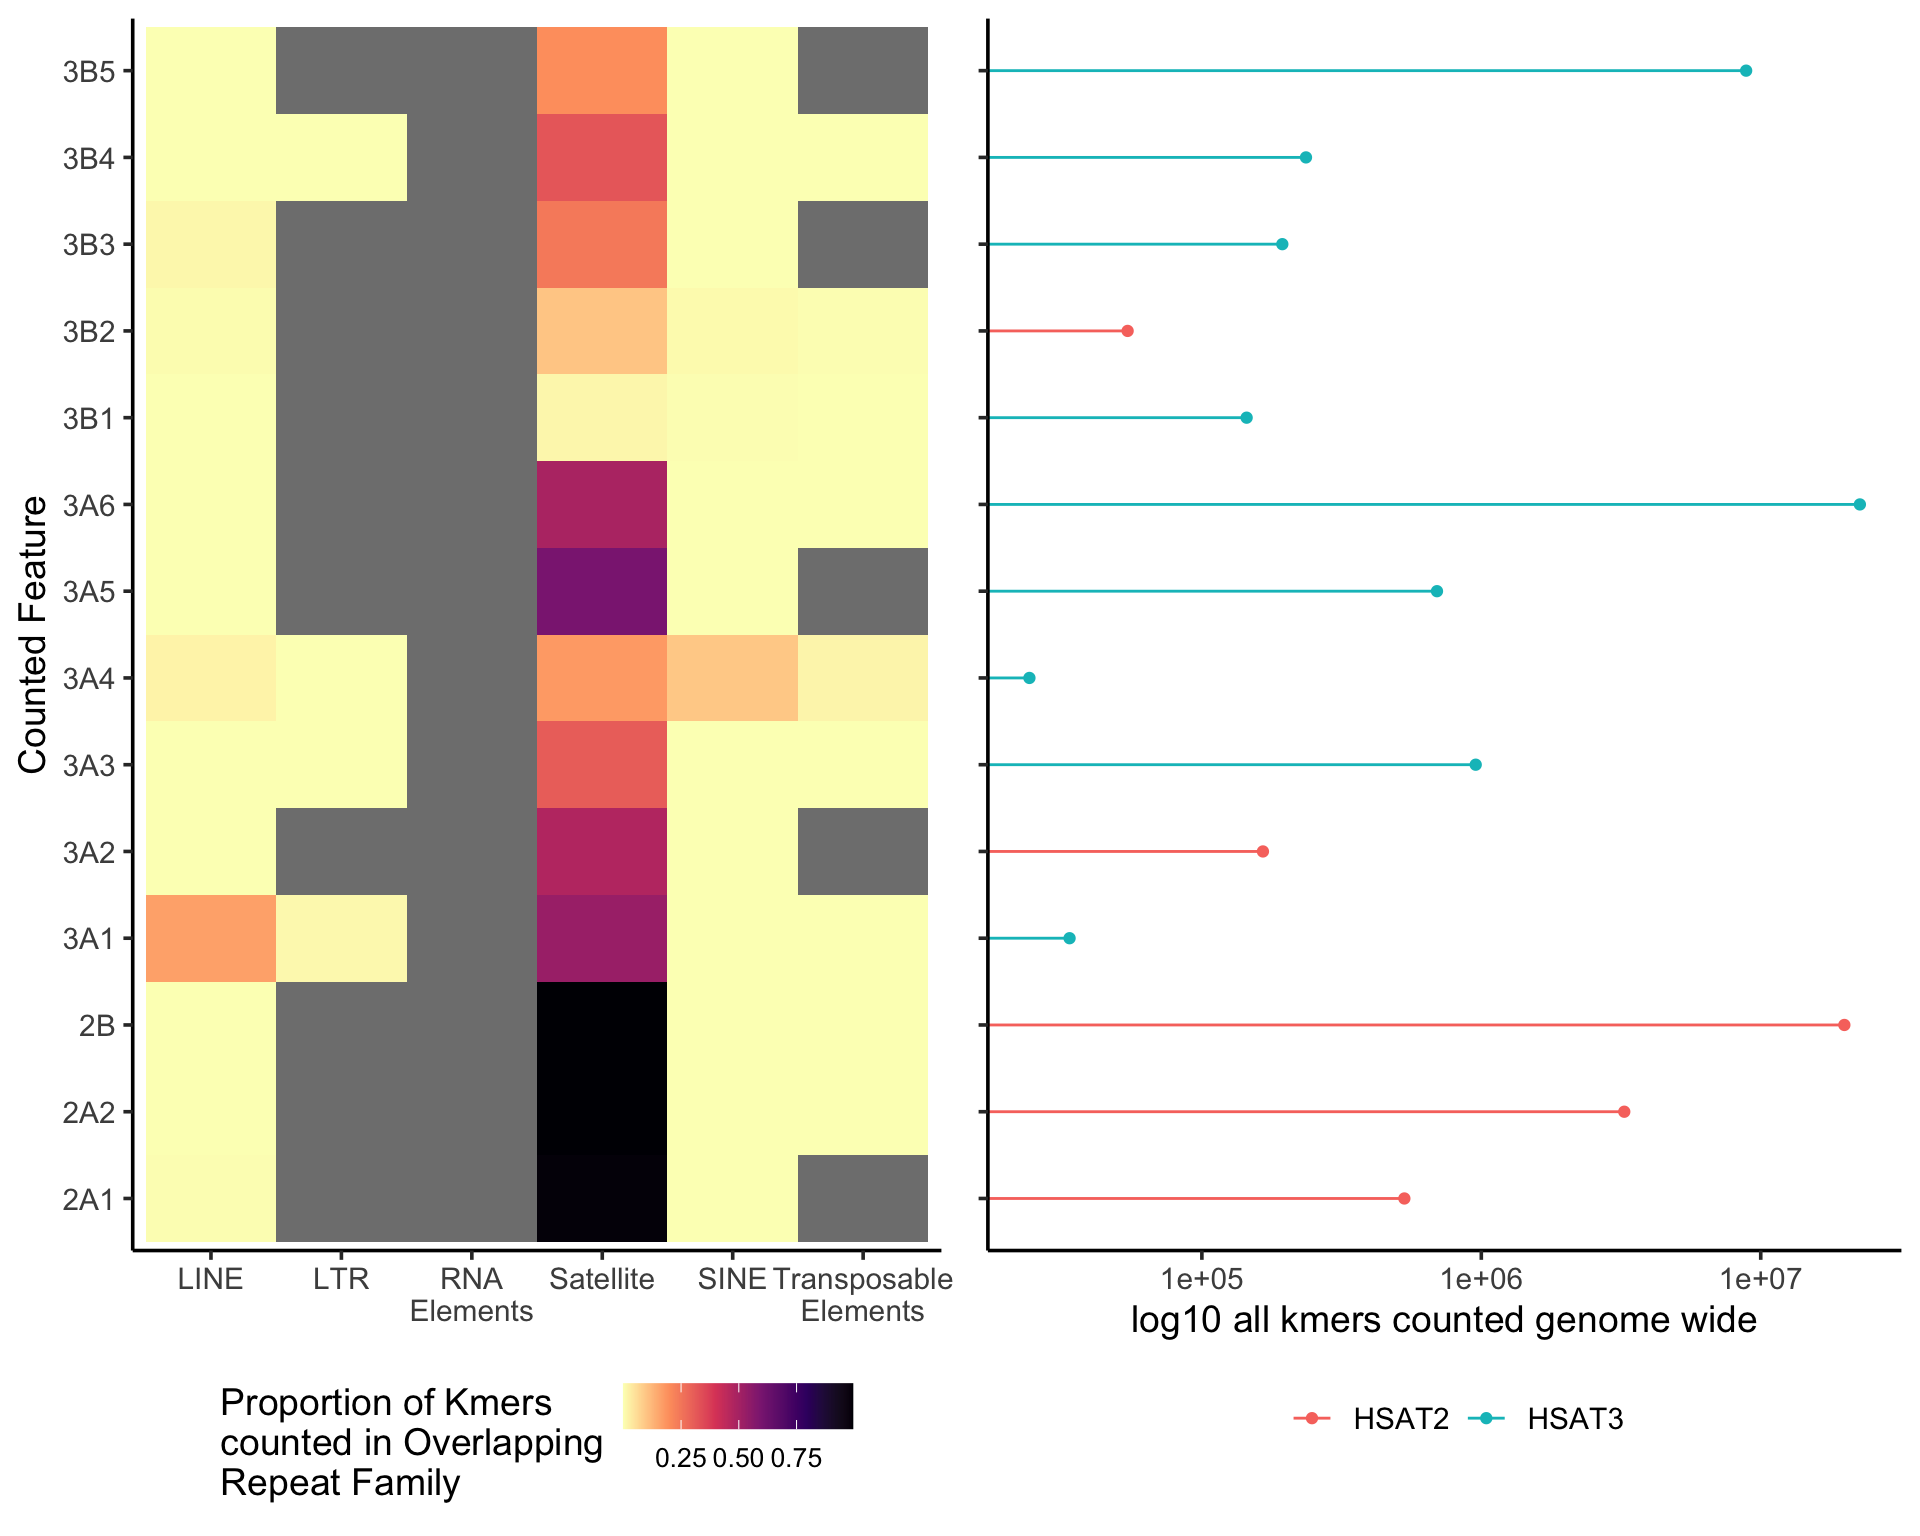 Counted Feature
3B5
3B4
3B3
3B2
3B1
3A6
3A5
3A4
3A3
3A2
3A1
2B
2A2
2A1
LINE
LTR
RNA
Elements
Satellite
SINE
Transposable
Elements
1e+05
1e+06
1e+07
log10 all kmers counted genome wide
Proportion of Kmers
counted in Overlapping
Repeat Family
0.25 0.50 0.75
HSAT2
HSAT3